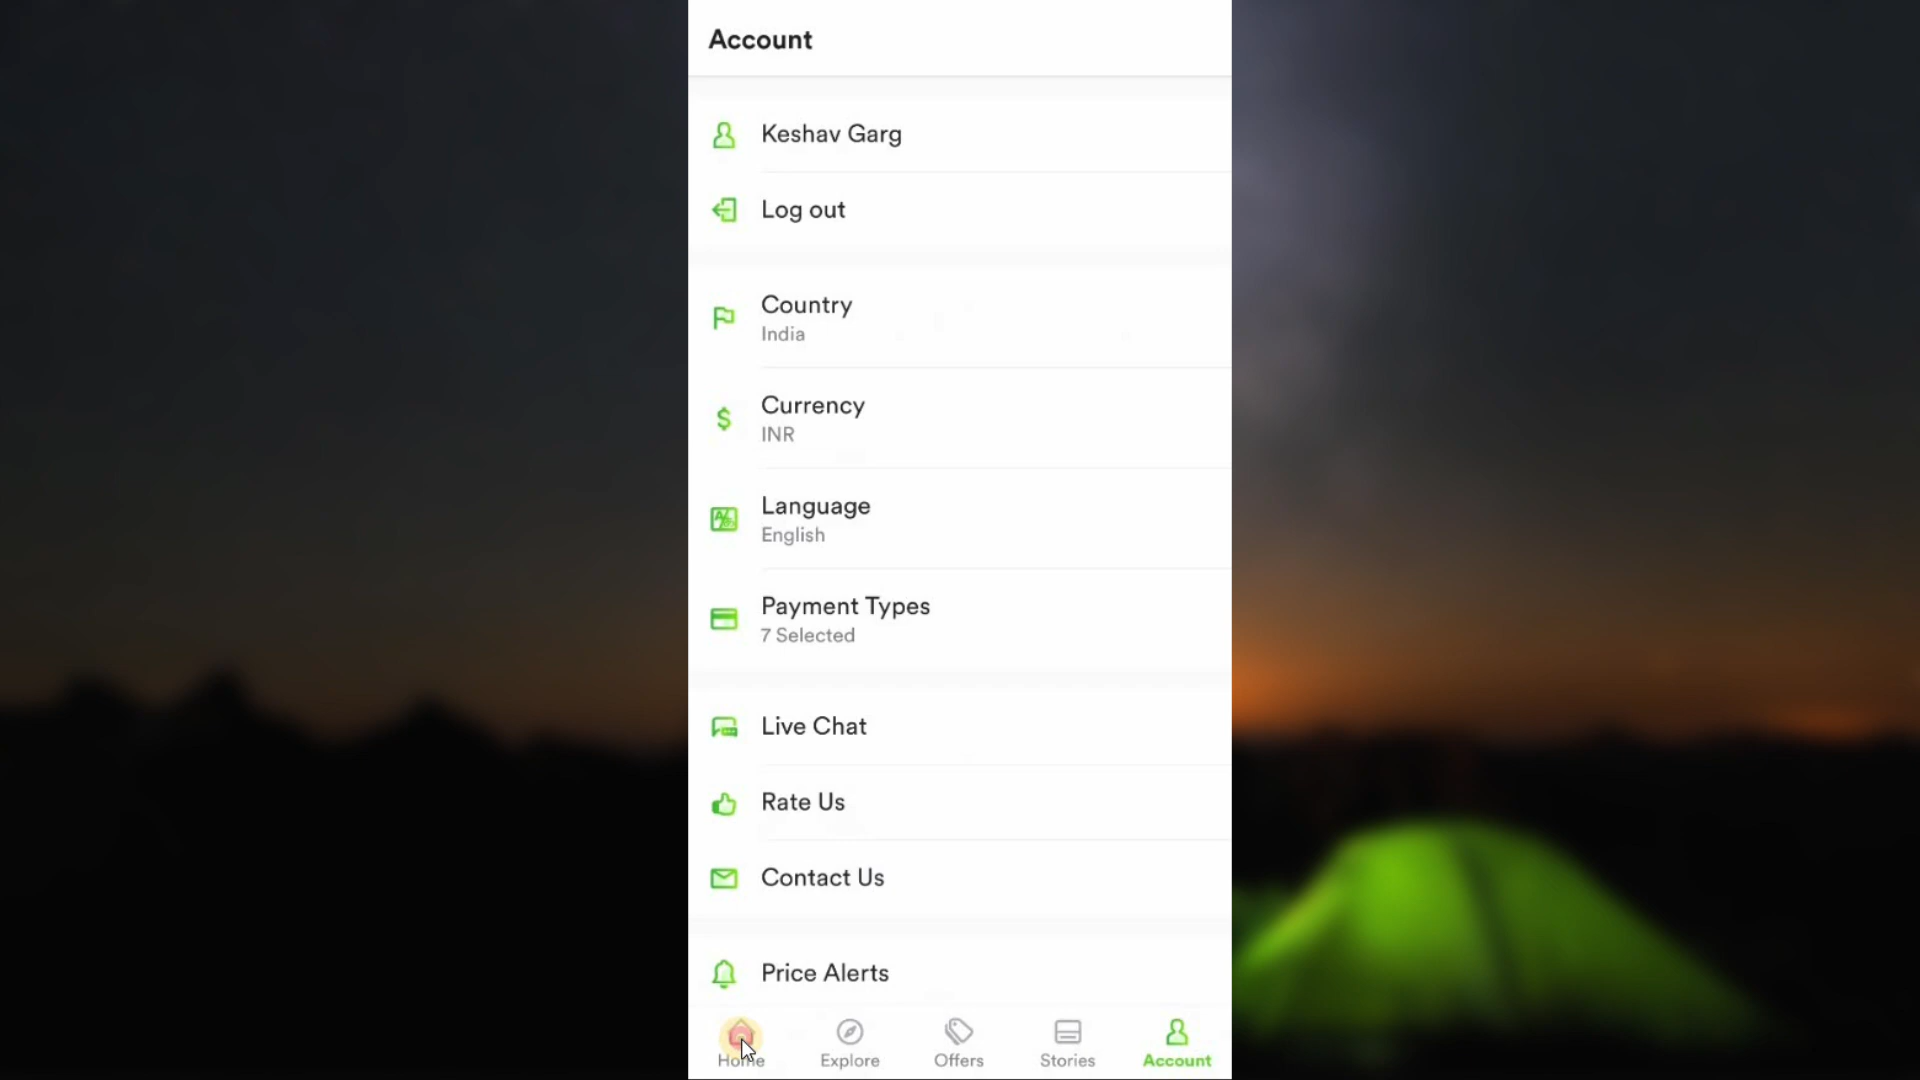 Account
Keshav Garg
Log out
Country
India
Currency
INR
Language
English
Payment Types
7 Selected
Live Chat
Rate Us
Contact Us
Price Alerts
Home
Explore
Offers
Stories
Account